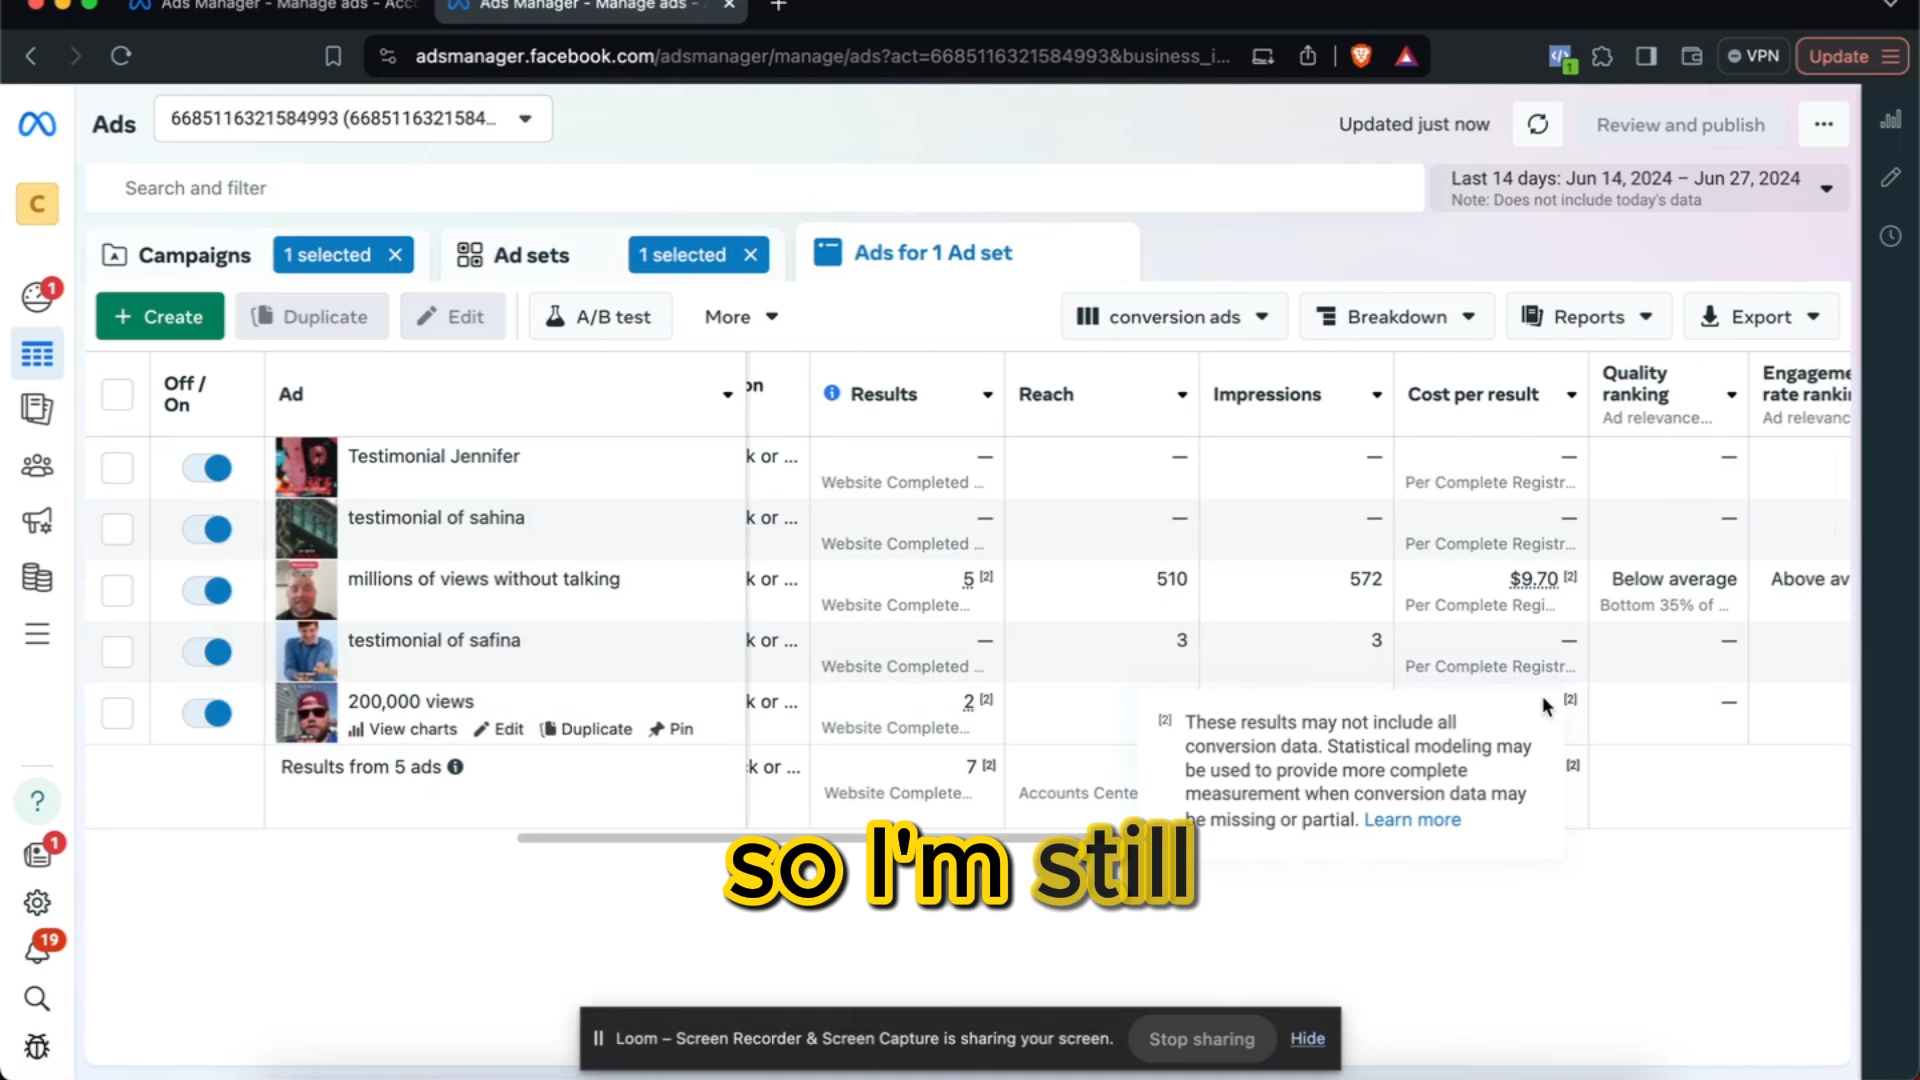 Ads Manager - Manage ads - Acc
Ads Manager - Manage ads -
adsmanager.facebook.com/adsmanager/manage/ads?act=6685116321584993&business_i...
1
VPN
Update
Ads
6685116321584993 (6685116321584...
Updated just now
Review and publish
Search and filter
Last 14 days: Jun 14, 2024 – Jun 27, 2024
Note: Does not include today's data
C
Campaigns
1 selected
Ad sets
1 selected
Ads for 1 Ad set
1
+ Create
Duplicate
Edit
A/B test
More
conversion ads
Breakdown
Reports
Export
Off / On
Ad
on
Results
Reach
Impressions
Cost per result
Quality ranking
Ad relevance...
Engageme
rate ranki
Ad relevanc
Testimonial Jennifer
k or ...
—
Website Completed ...
—
—
—
Per Complete Registr...
—
testimonial of sahina
k or ...
—
Website Completed ...
—
—
—
Per Complete Registr...
—
millions of views without talking
k or ...
5 [2]
Website Complete...
510
572
$9.70 [2]
Per Complete Regi...
Below average
Bottom 35% of ...
Above av
testimonial of safina
k or ...
—
Website Completed ...
3
3
—
Per Complete Registr...
—
200,000 views
View charts
Edit
Duplicate
Pin
k or ...
2 [2]
Website Complete...
[2]
—
Results from 5 ads
k or ...
7 [2]
Website Complete...
Accounts Cente
[2]
[2] These results may not include all
conversion data. Statistical modeling may
be used to provide more complete
measurement when conversion data may
be missing or partial. Learn more
?
1
19
so I'm still
Loom – Screen Recorder & Screen Capture is sharing your screen.
Stop sharing
Hide